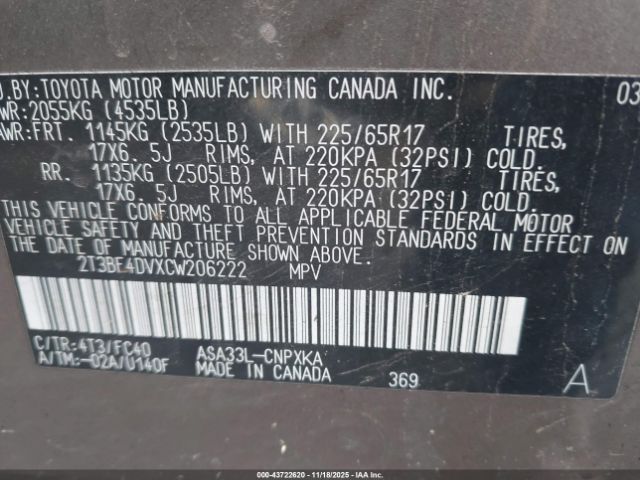 D.BY:TOYOTA MOTOR MANUFACTURING CANADA INC. 03
WR:2055KG (4535LB)
AWR:FRT. 1145KG (2535LB) WITH 225/65R17 TIRES,
17X6.5J RIMS, AT 220KPA (32PSI) COLD.
RR. 1135KG (2505LB) WITH 225/65R17 TIRES,
17X6.5J RIMS, AT 220KPA (32PSI) COLD.
THIS VEHICLE CONFORMS TO ALL APPLICABLE FEDERAL MOTOR
VEHICLE SAFETY AND THEFT PREVENTION STANDARDS IN EFFECT ON
THE DATE OF MANUFACTURE SHOWN ABOVE.
2T3BE4DVXCW206222 MPV
C/TR:4T3/FC40 ASA33L-CNPXKA
A/TM:-02A/U140F MADE IN CANADA 369 A
000-43722620 - 11/18/2025 - IAA Inc.